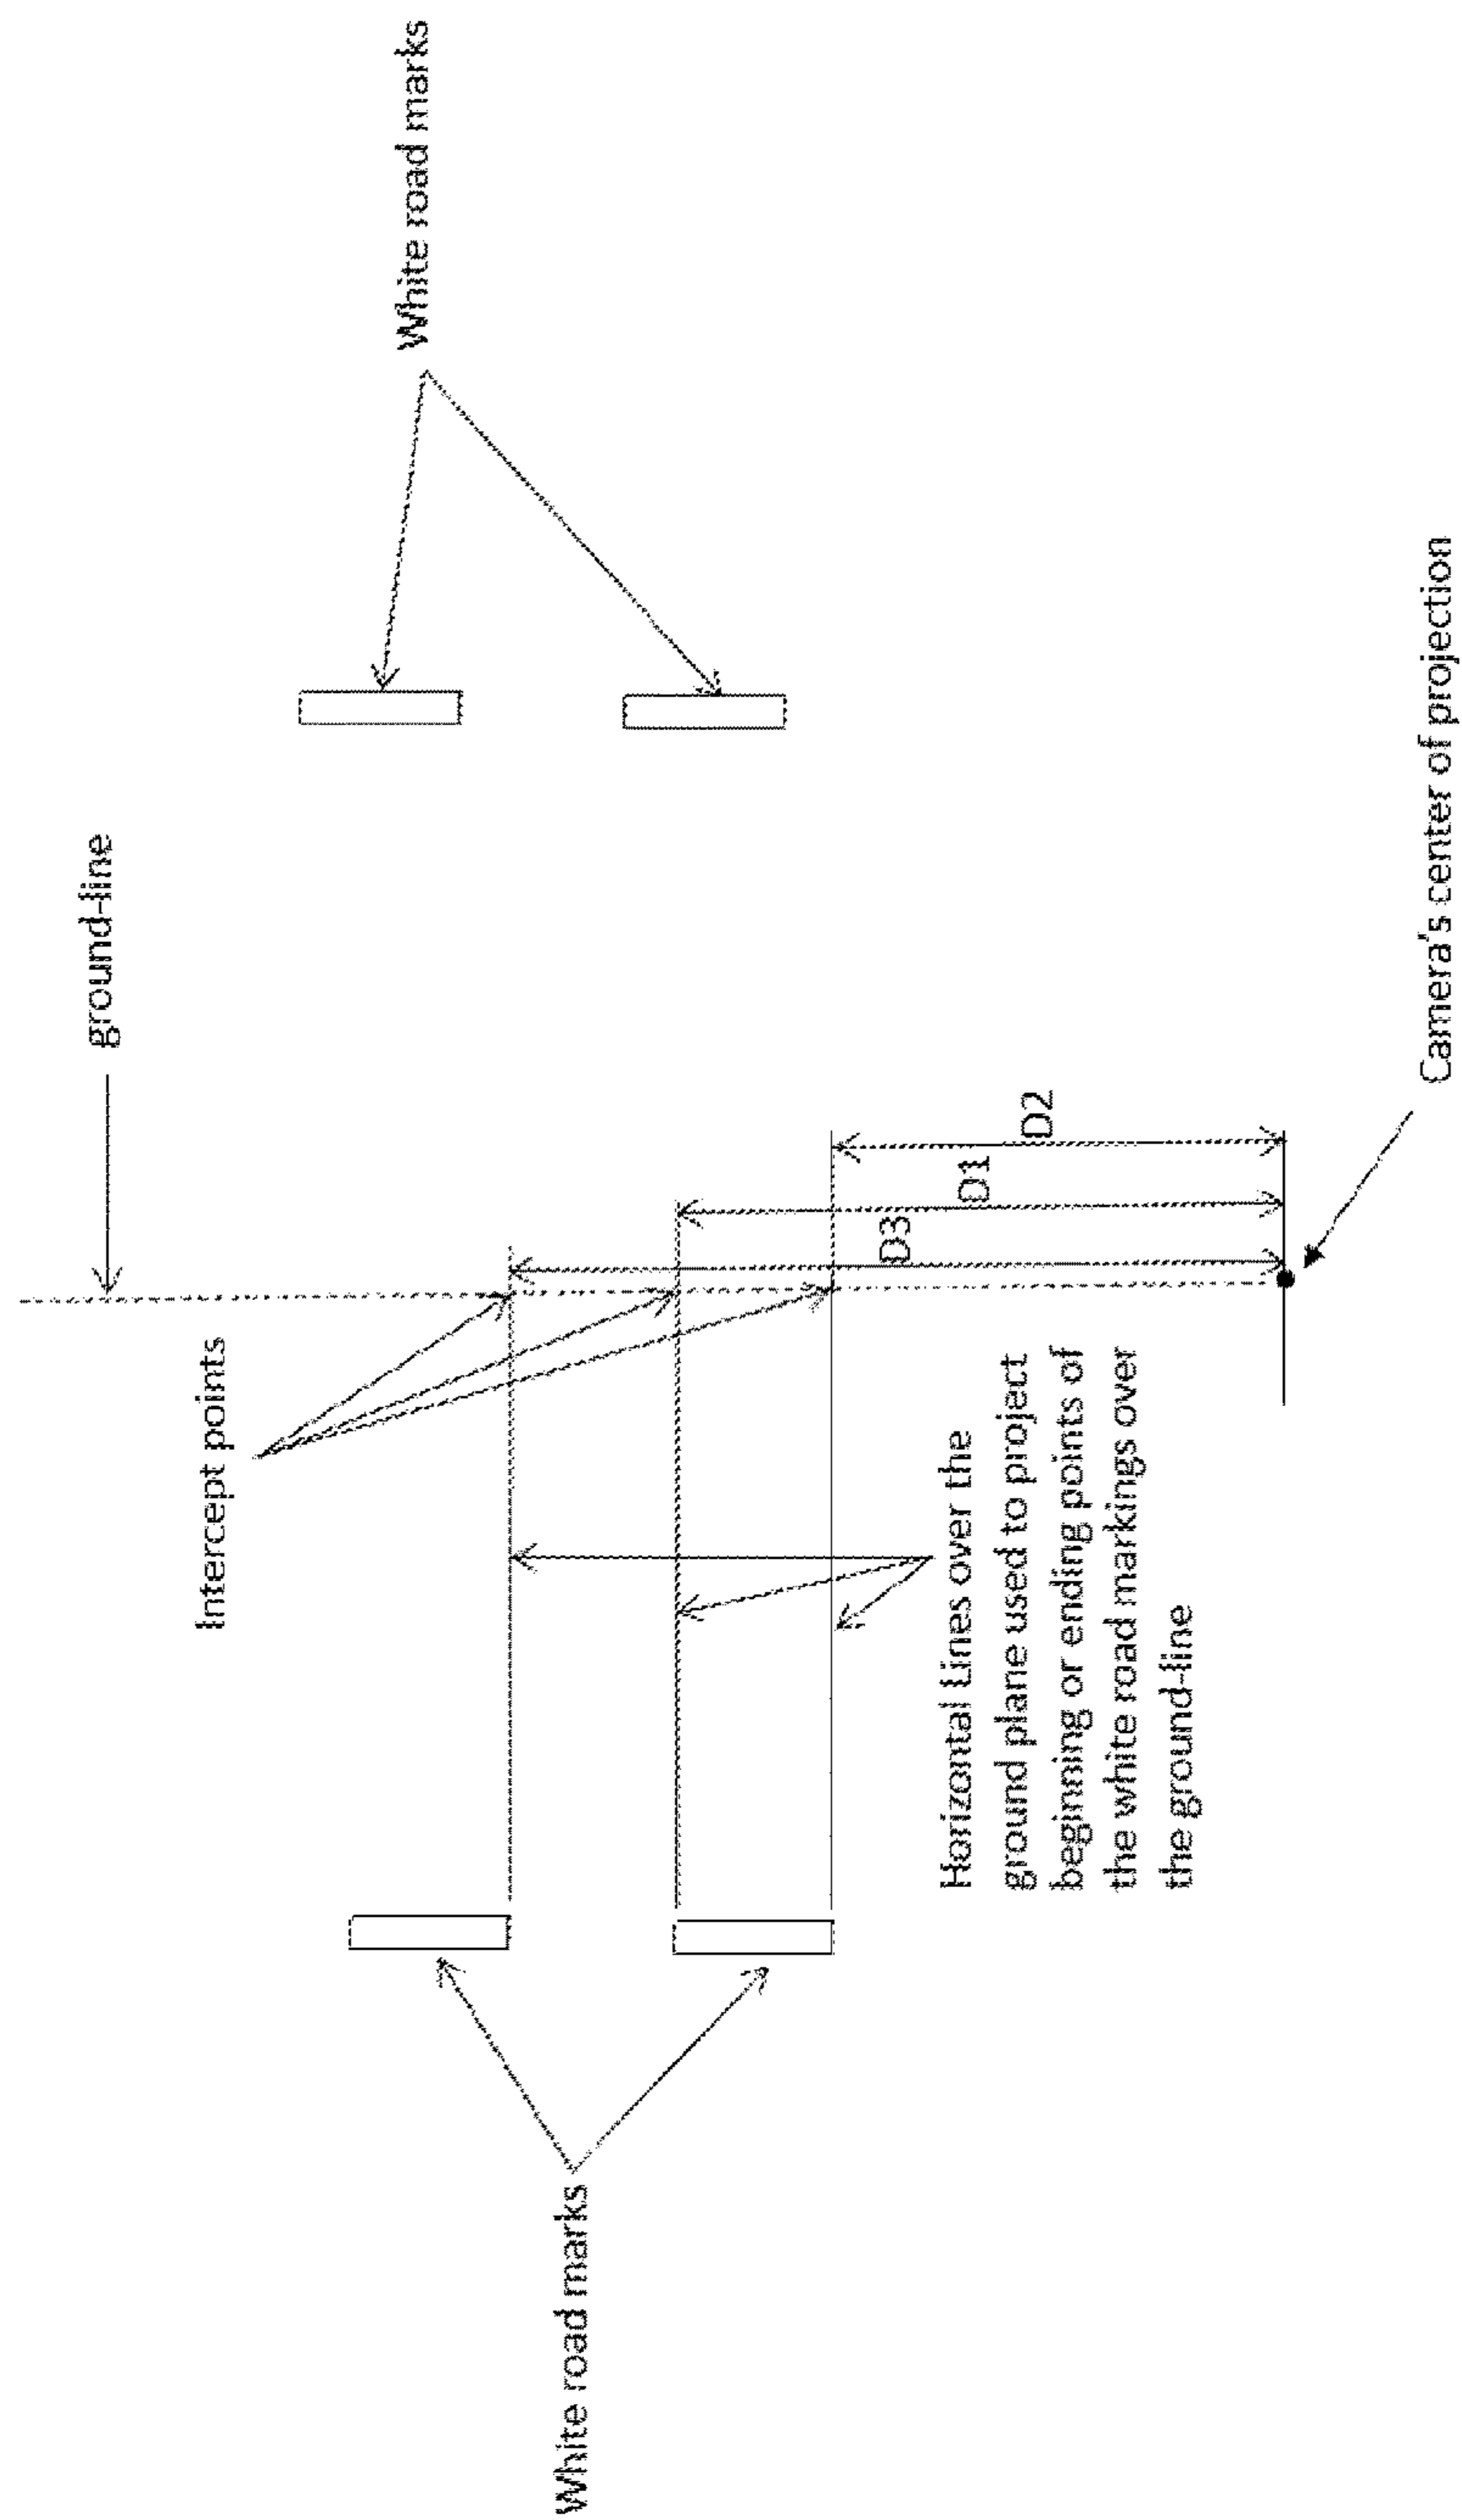 White road marks
ground-line
Intercept points
White road marks
D3
D1
D2
Horizontal Lines over the
ground plane used to project
beginning or ending points of
the white road markings over
the ground-line
Camera's center of projection